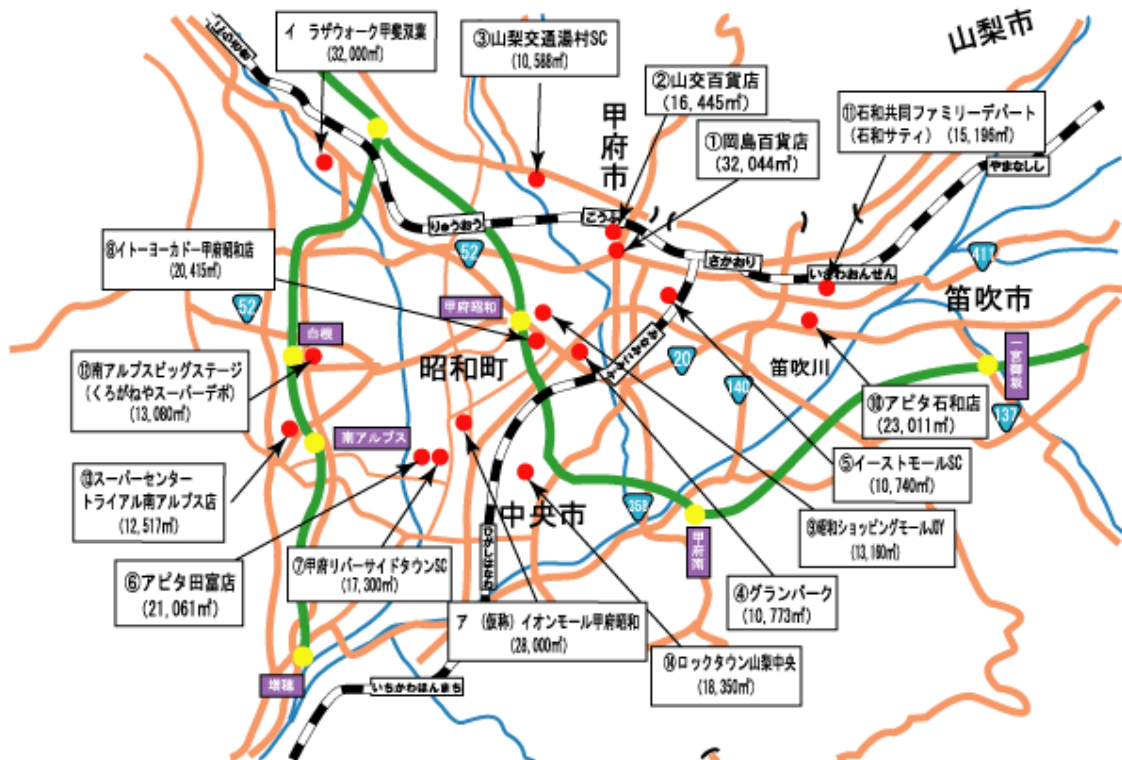 イ ラザウォーク甲斐双葉
(32,000㎡)
③山梨交通湯村SC
(10,588㎡)
②山交百貨店
(16,445㎡)
①岡島百貨店
(32,044㎡)
⑪石和共同ファミリーデパート
(石和サティ) (15,196㎡)
山梨市
甲府市
やまなしし
りゅうおう
こうふ
さかおり
いさわおんせん
⑧イトーヨーカドー甲府昭和店
(20,415㎡)
52
411
笛吹市
52
甲府昭和
白根
昭和町
みなみこうふ
20
140
笛吹川
一宮御坂
137
⑫南アルプスビッグステージ
(くろがねやスーパーデポ)
(13,080㎡)
⑩アピタ石和店
(23,011㎡)
南アルプス
⑤イーストモールSC
(10,740㎡)
⑬スーパーセンター
トライアル南アルプス店
(12,517㎡)
中央市
358
甲府南
⑨昭和ショッピングモールJOY
(13,160㎡)
⑦甲府リバーサイドタウンSC
(17,300㎡)
⑥アピタ田富店
(21,061㎡)
④グランパーク
(10,773㎡)
ア (仮称)イオンモール甲府昭和
(28,000㎡)
⑭ロックタウン山梨中央
(18,350㎡)
増穂
いちかわほんまち